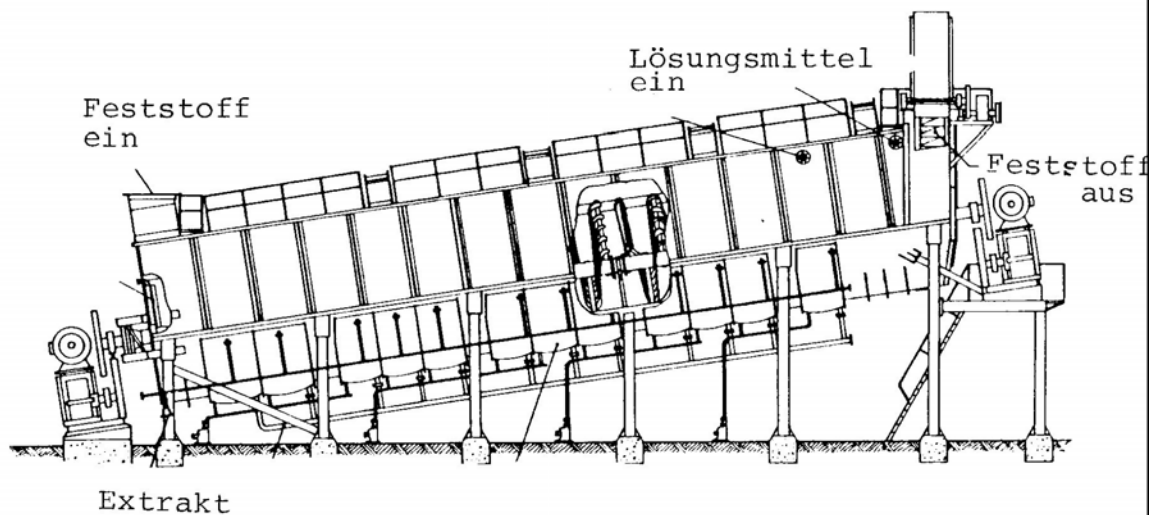 Lösungsmittel
ein
Feststoff
ein
Feststoff
aus
Extrakt